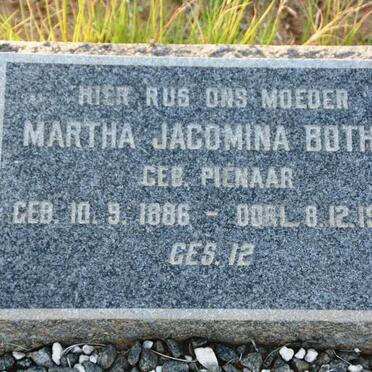 HIER RUS ONS MOEDER
MARTHA JACOMINA BOTH
GEB. PIENAAR
GEB. 10. 9. 1886 - OORL. 8. 12. 19
GES. 12